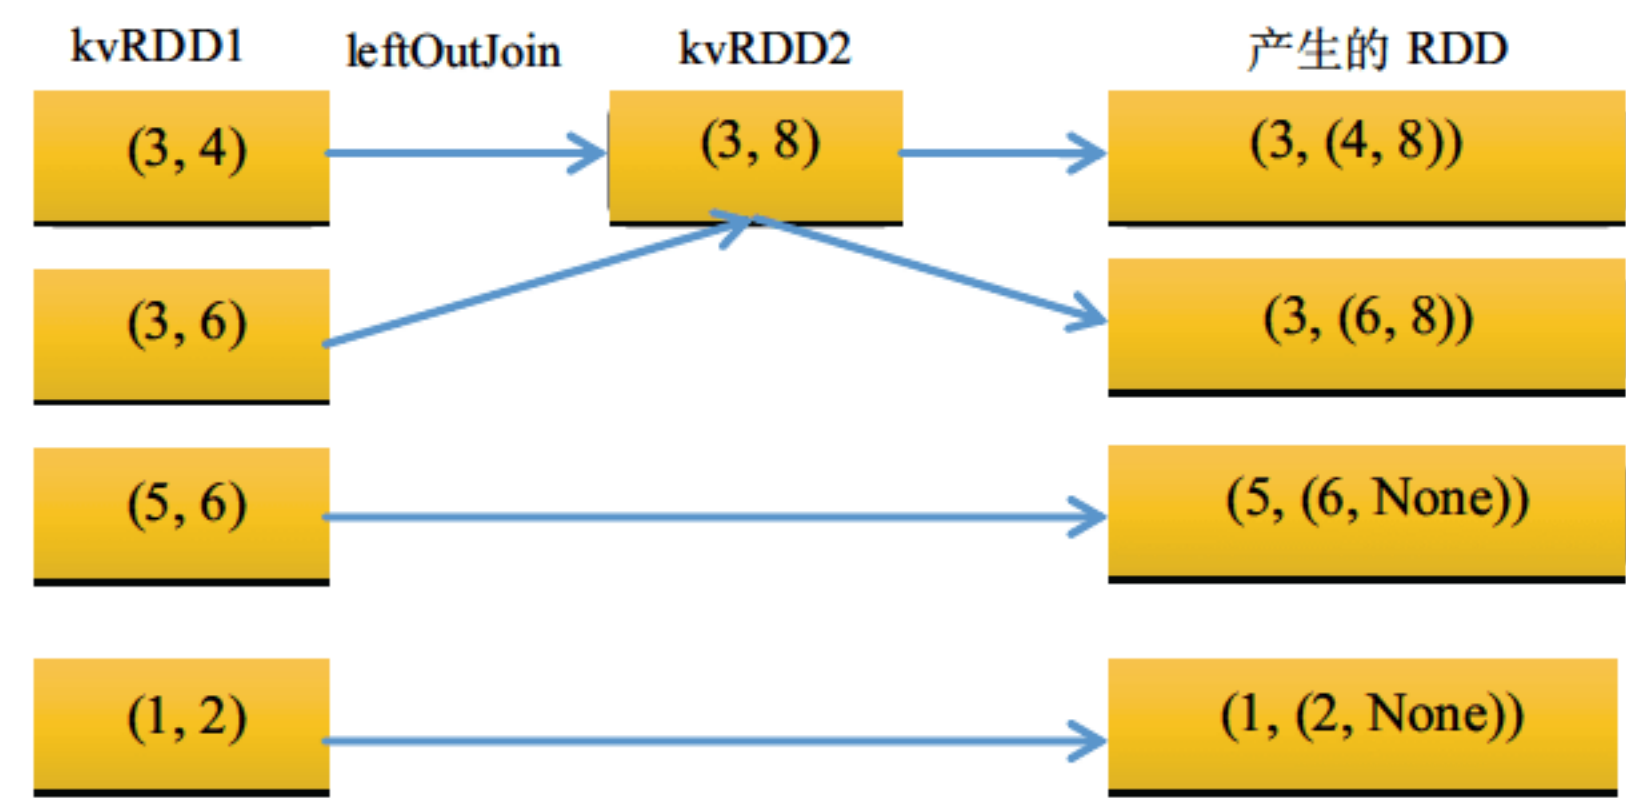 kvRDD1 leftOutJoin kvRDD2 产生的 RDD
(3, 4) (3, 8) (3, (4, 8))
(3, 6) (3, (6, 8))
(5, 6) (5, (6, None))
(1, 2) (1, (2, None))